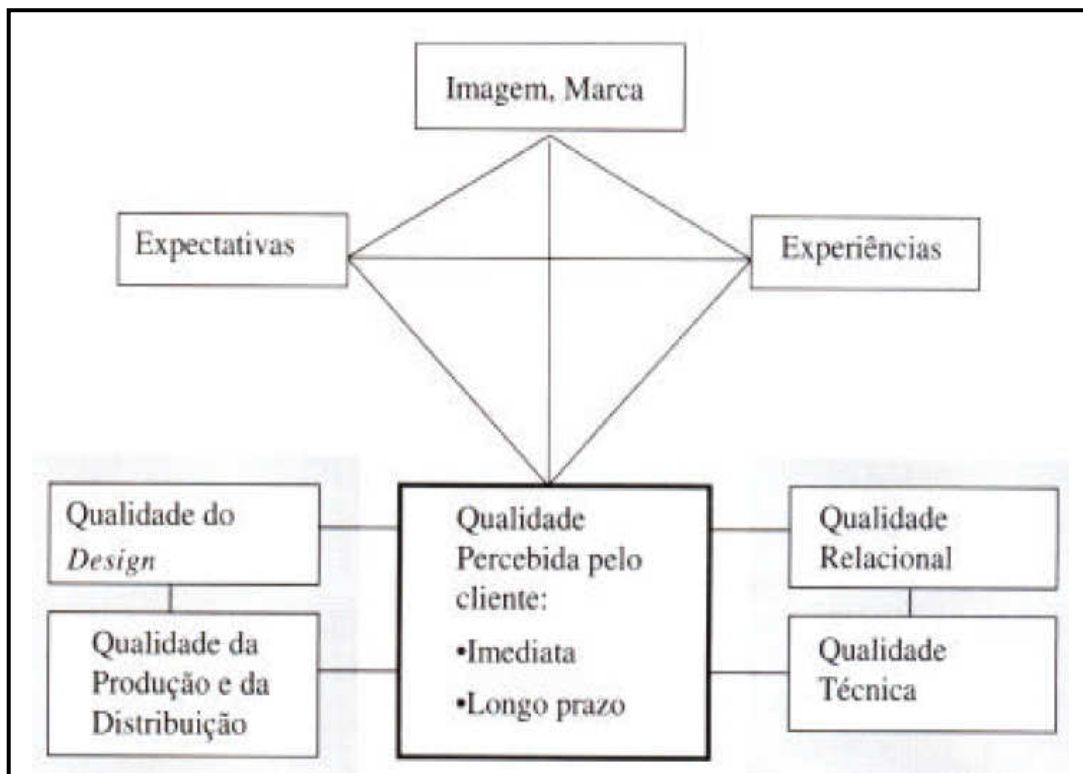 Imagem, Marca
Expectativas
Experiências
Qualidade do
Design
Qualidade da
Produção e da
Distribuição
Qualidade
Percebida pelo
cliente:
•Imediata
•Longo prazo
Qualidade
Relacional
Qualidade
Técnica